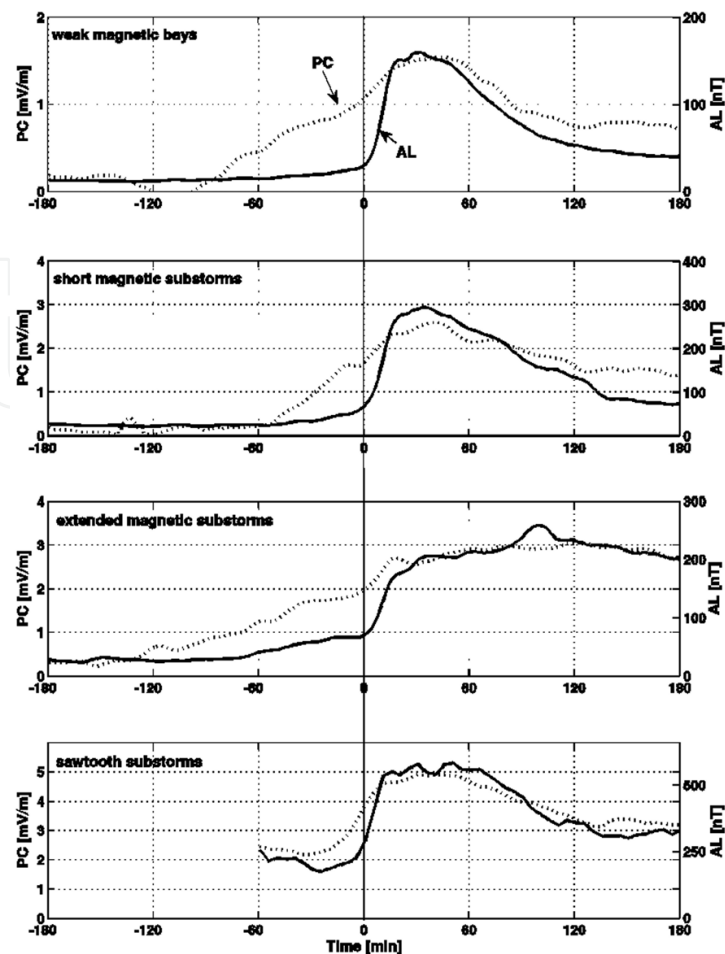 weak magnetic bays
PC
AL
PC [mV/m]
AL [nT]
2
1
0
200
150
100
50
0
-180 -120 -60 0 60 120 180
short magnetic substorms
PC [mV/m]
AL [nT]
4
3
2
1
0
400
300
200
100
0
-180 -120 -60 0 60 120 180
extended magnetic substorms
PC [mV/m]
AL [nT]
4
3
2
1
0
300
200
100
0
-180 -120 -60 0 60 120 180
sawtooth substorms
PC [mV/m]
AL [nT]
5
4
3
2
1
0
500
250
0
-180 -120 -60 0 60 120 180
Time [min]